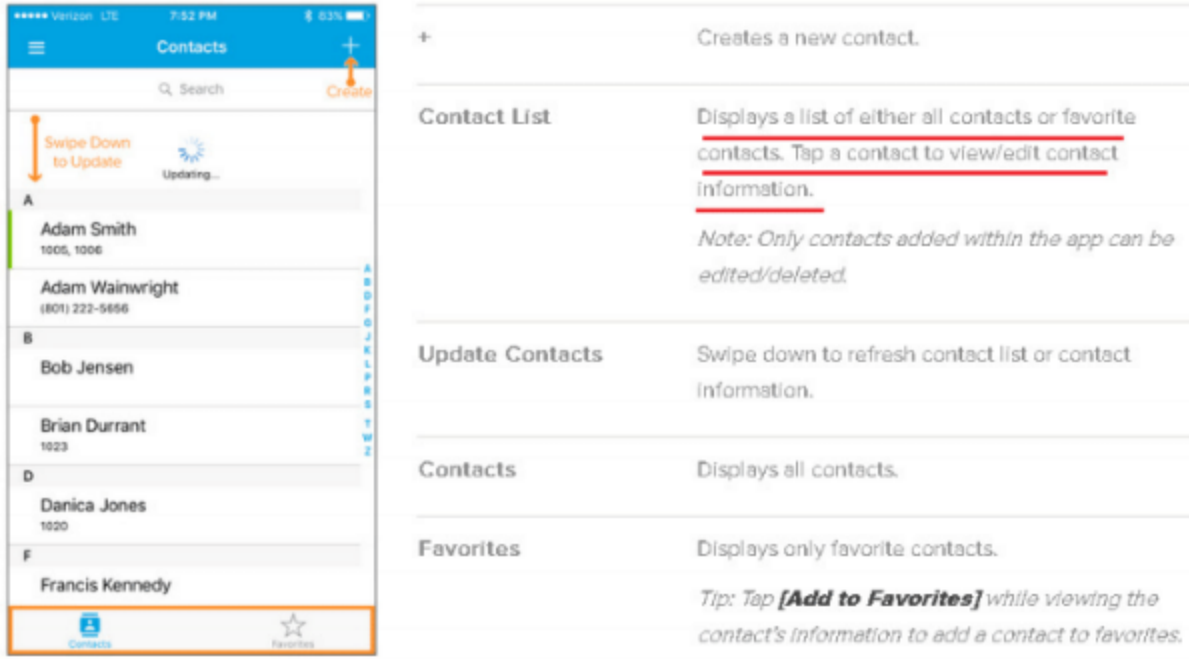 Verizon LTE 7:52 PM 83%
Contacts
Search
Create
Swipe Down
to Update
Updating...
A
Adam Smith
1005, 1006
Adam Wainwright
(801) 222-5656
B
Bob Jensen
Brian Durrant
1023
D
Danica Jones
1020
F
Francis Kennedy
A
B
D
F
G
J
K
L
P
R
S
T
W
Z
Contacts
Favorites
+ Creates a new contact.
Contact List Displays a list of either all contacts or favorite
contacts. Tap a contact to view/edit contact
information.
Note: Only contacts added within the app can be
edited/deleted.
Update Contacts Swipe down to refresh contact list or contact
information.
Contacts Displays all contacts.
Favorites Displays only favorite contacts.
Tip: Tap [Add to Favorites] while viewing the
contact's information to add a contact to favorites.